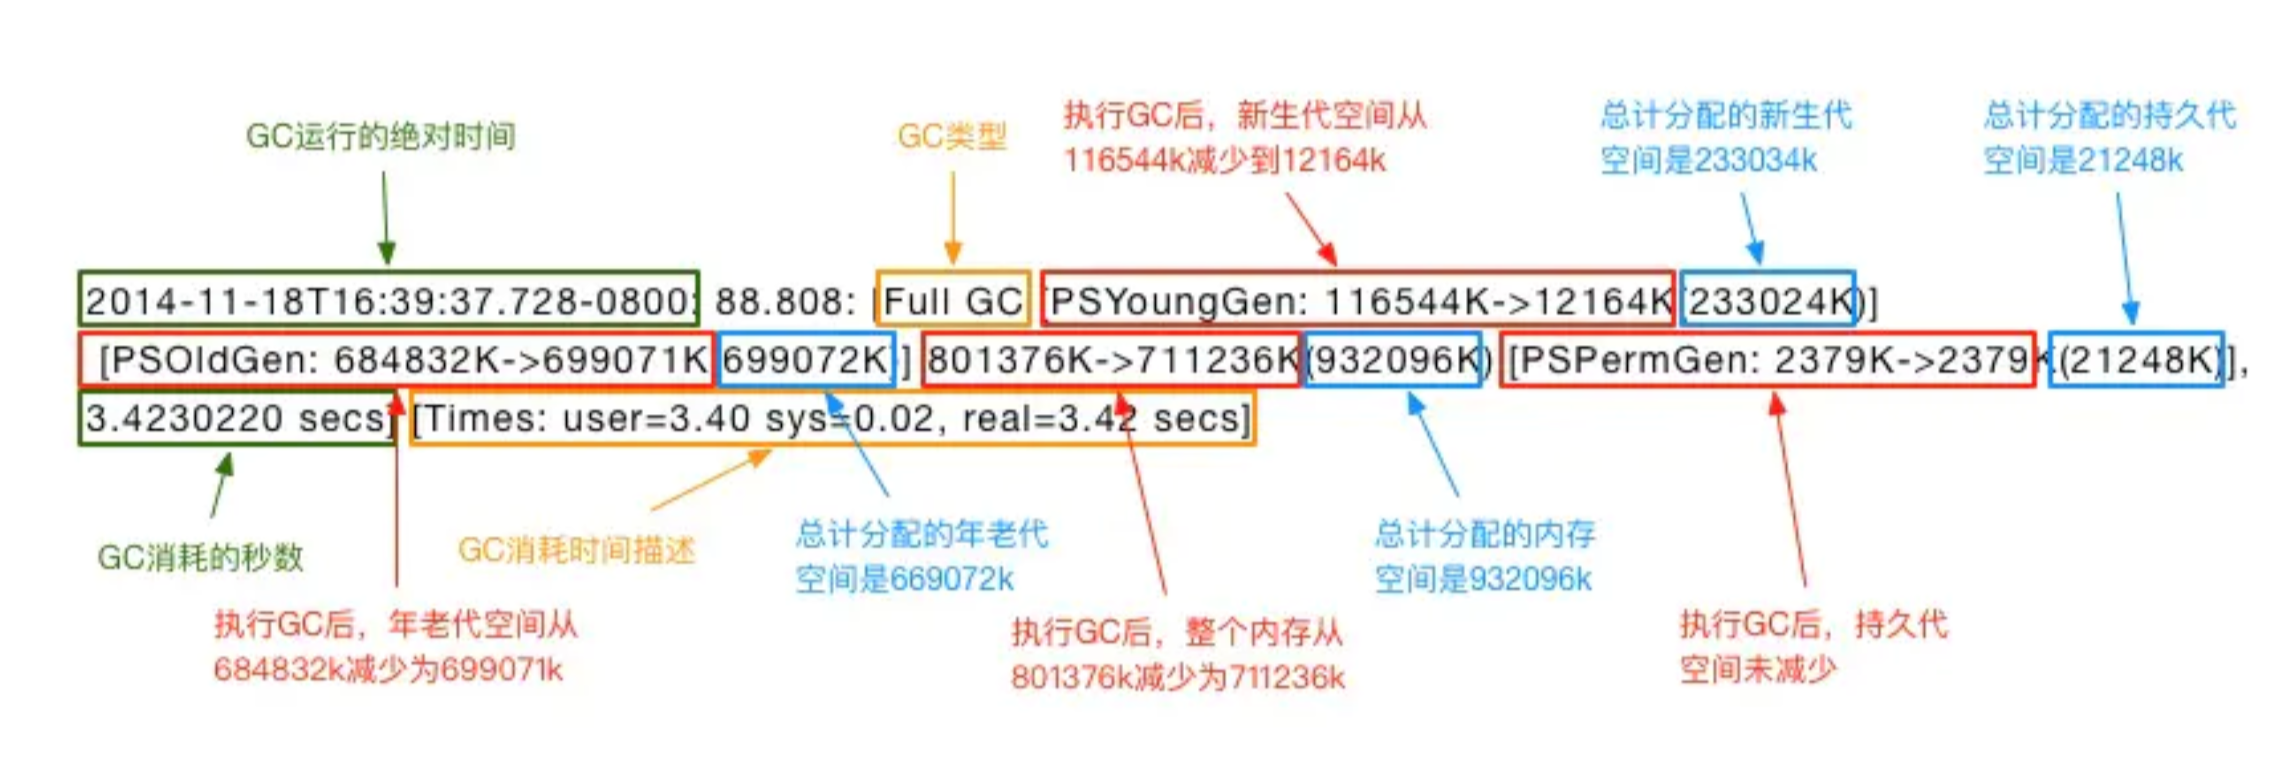 GC运行的绝对时间
GC类型
执行GC后，新生代空间从
116544k减少到12164k
总计分配的新生代
空间是233034k
总计分配的持久代
空间是21248k
2014-11-18T16:39:37.728-0800: 88.808: [Full GC [PSYoungGen: 116544K->12164K(233024K)]
[PSOldGen: 684832K->699071K(699072K)] 801376K->711236K(932096K) [PSPermGen: 2379K->2379K(21248K)],
3.4230220 secs] [Times: user=3.40 sys=0.02, real=3.42 secs]
GC消耗的秒数
执行GC后，年老代空间从
684832k减少为699071k
GC消耗时间描述
总计分配的年老代
空间是669072k
执行GC后，整个内存从
801376k减少为711236k
总计分配的内存
空间是932096k
执行GC后，持久代
空间未减少